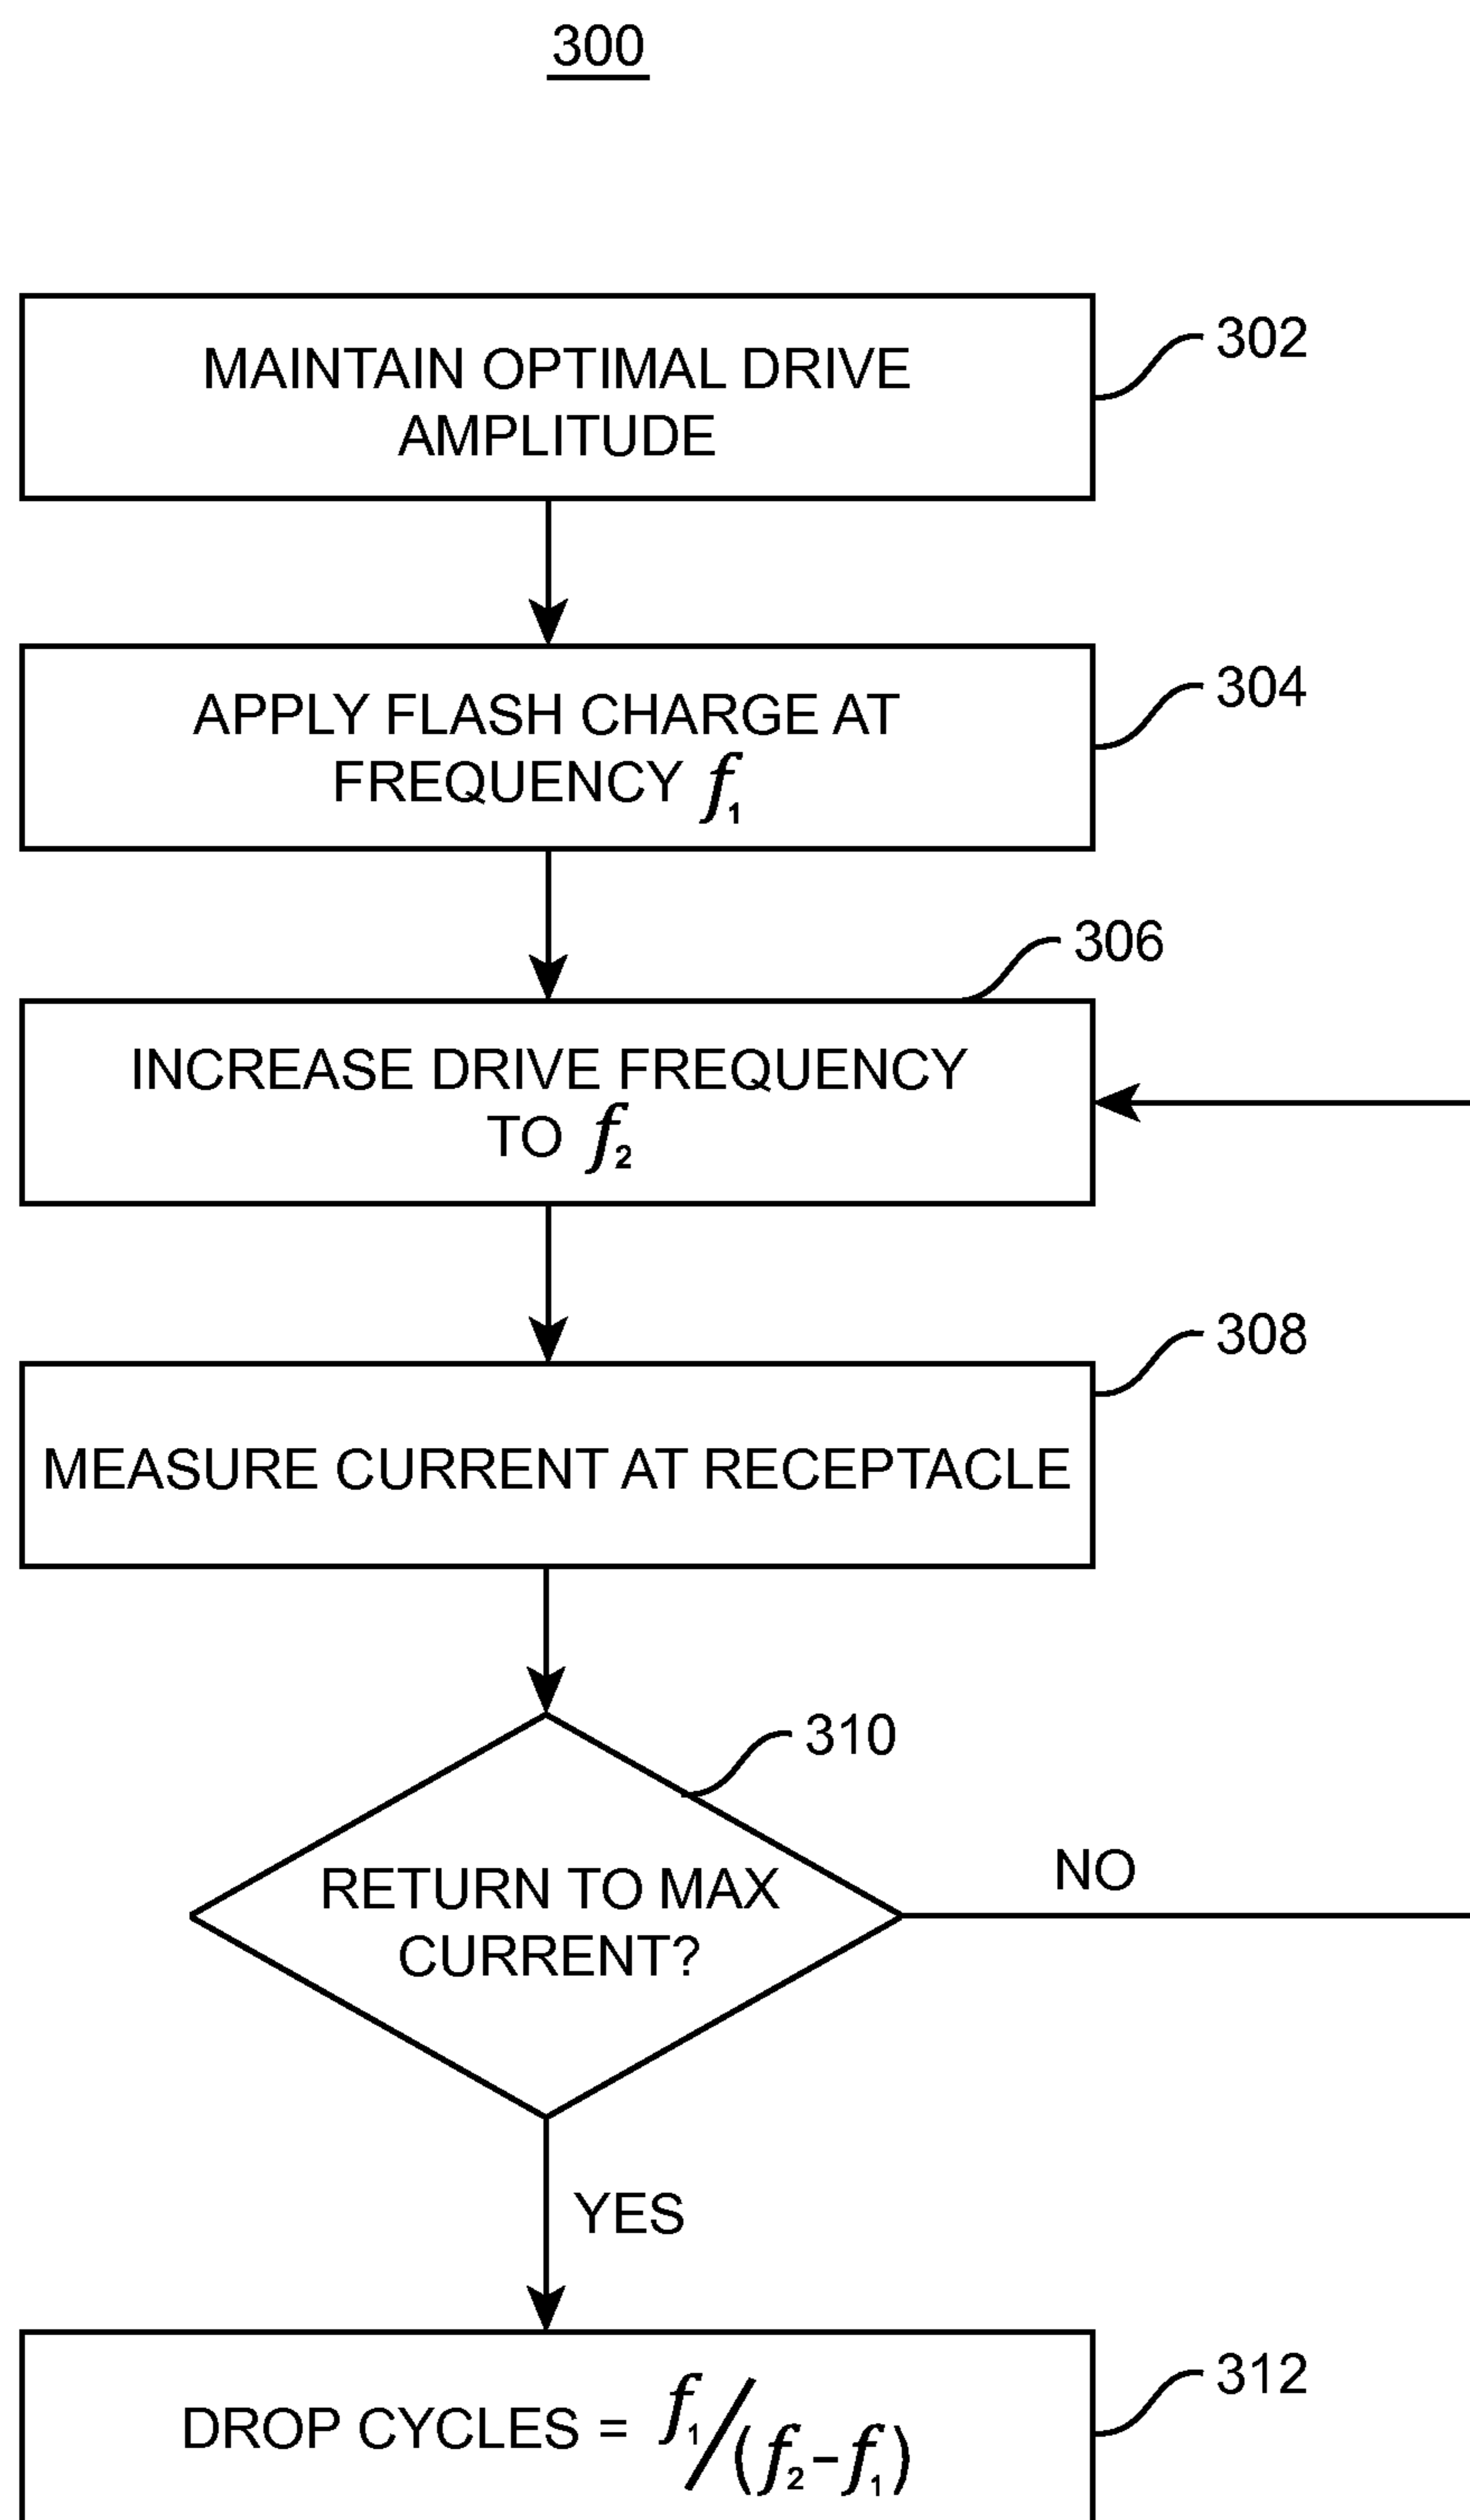 300
MAINTAIN OPTIMAL DRIVE
AMPLITUDE
302
APPLY FLASH CHARGE AT
FREQUENCY f₁
304
306
INCREASE DRIVE FREQUENCY
TO f₂
308
MEASURE CURRENT AT RECEPTACLE
310
RETURN TO MAX
CURRENT?
NO
YES
312
DROP CYCLES = f₁/(f₂−f₁)